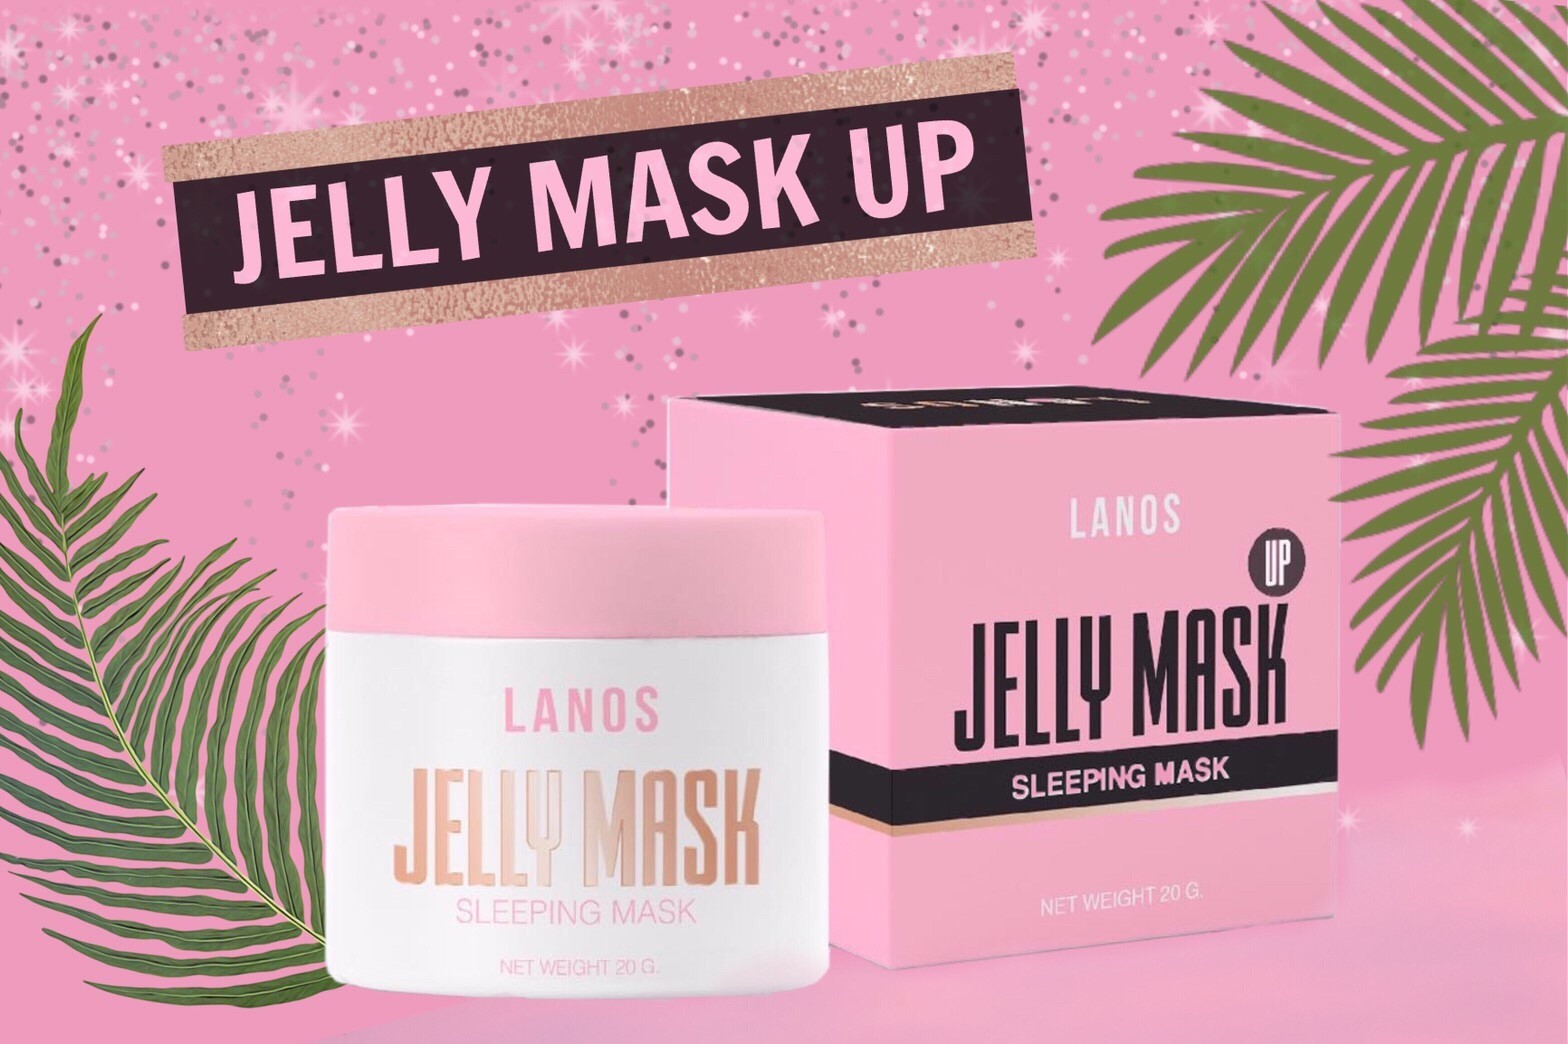 JELLY MASK UP
LANOS
UP
JELLY MASK
SLEEPING MASK
NET WEIGHT 20 G.
LANOS
JELLY MASK
SLEEPING MASK
NET WEIGHT 20 G.